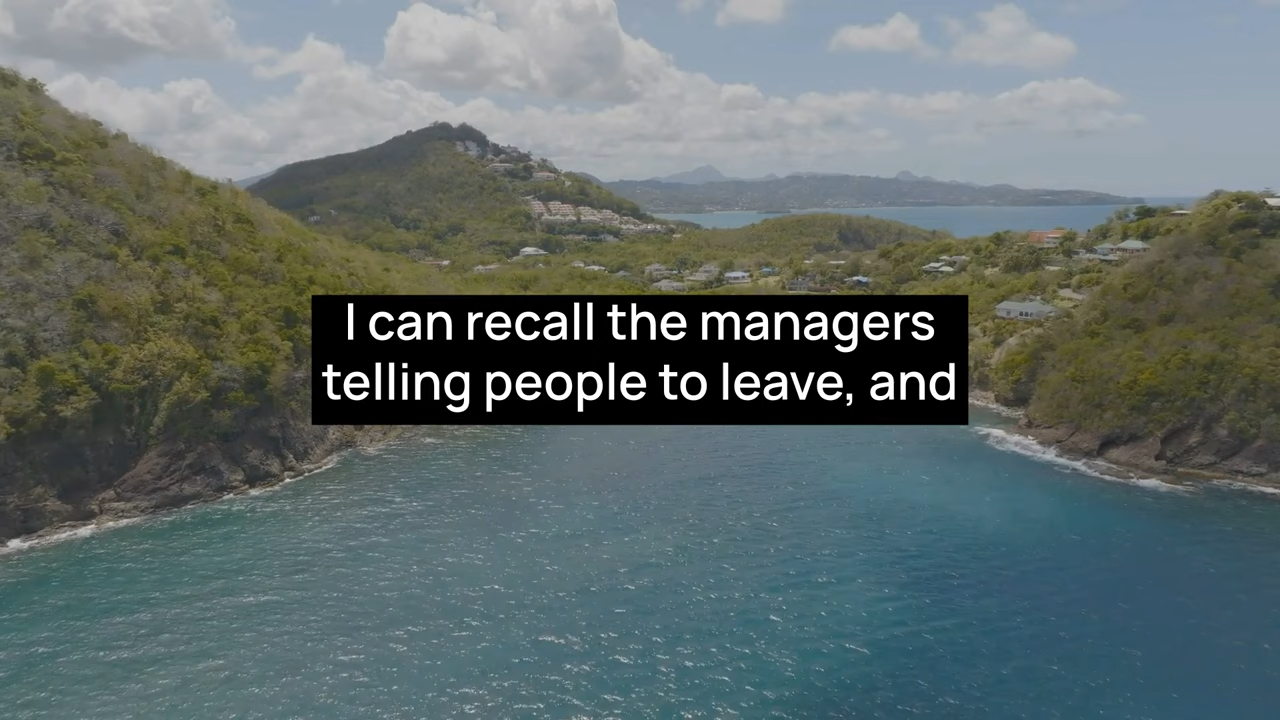 I can recall the managers
telling people to leave, and